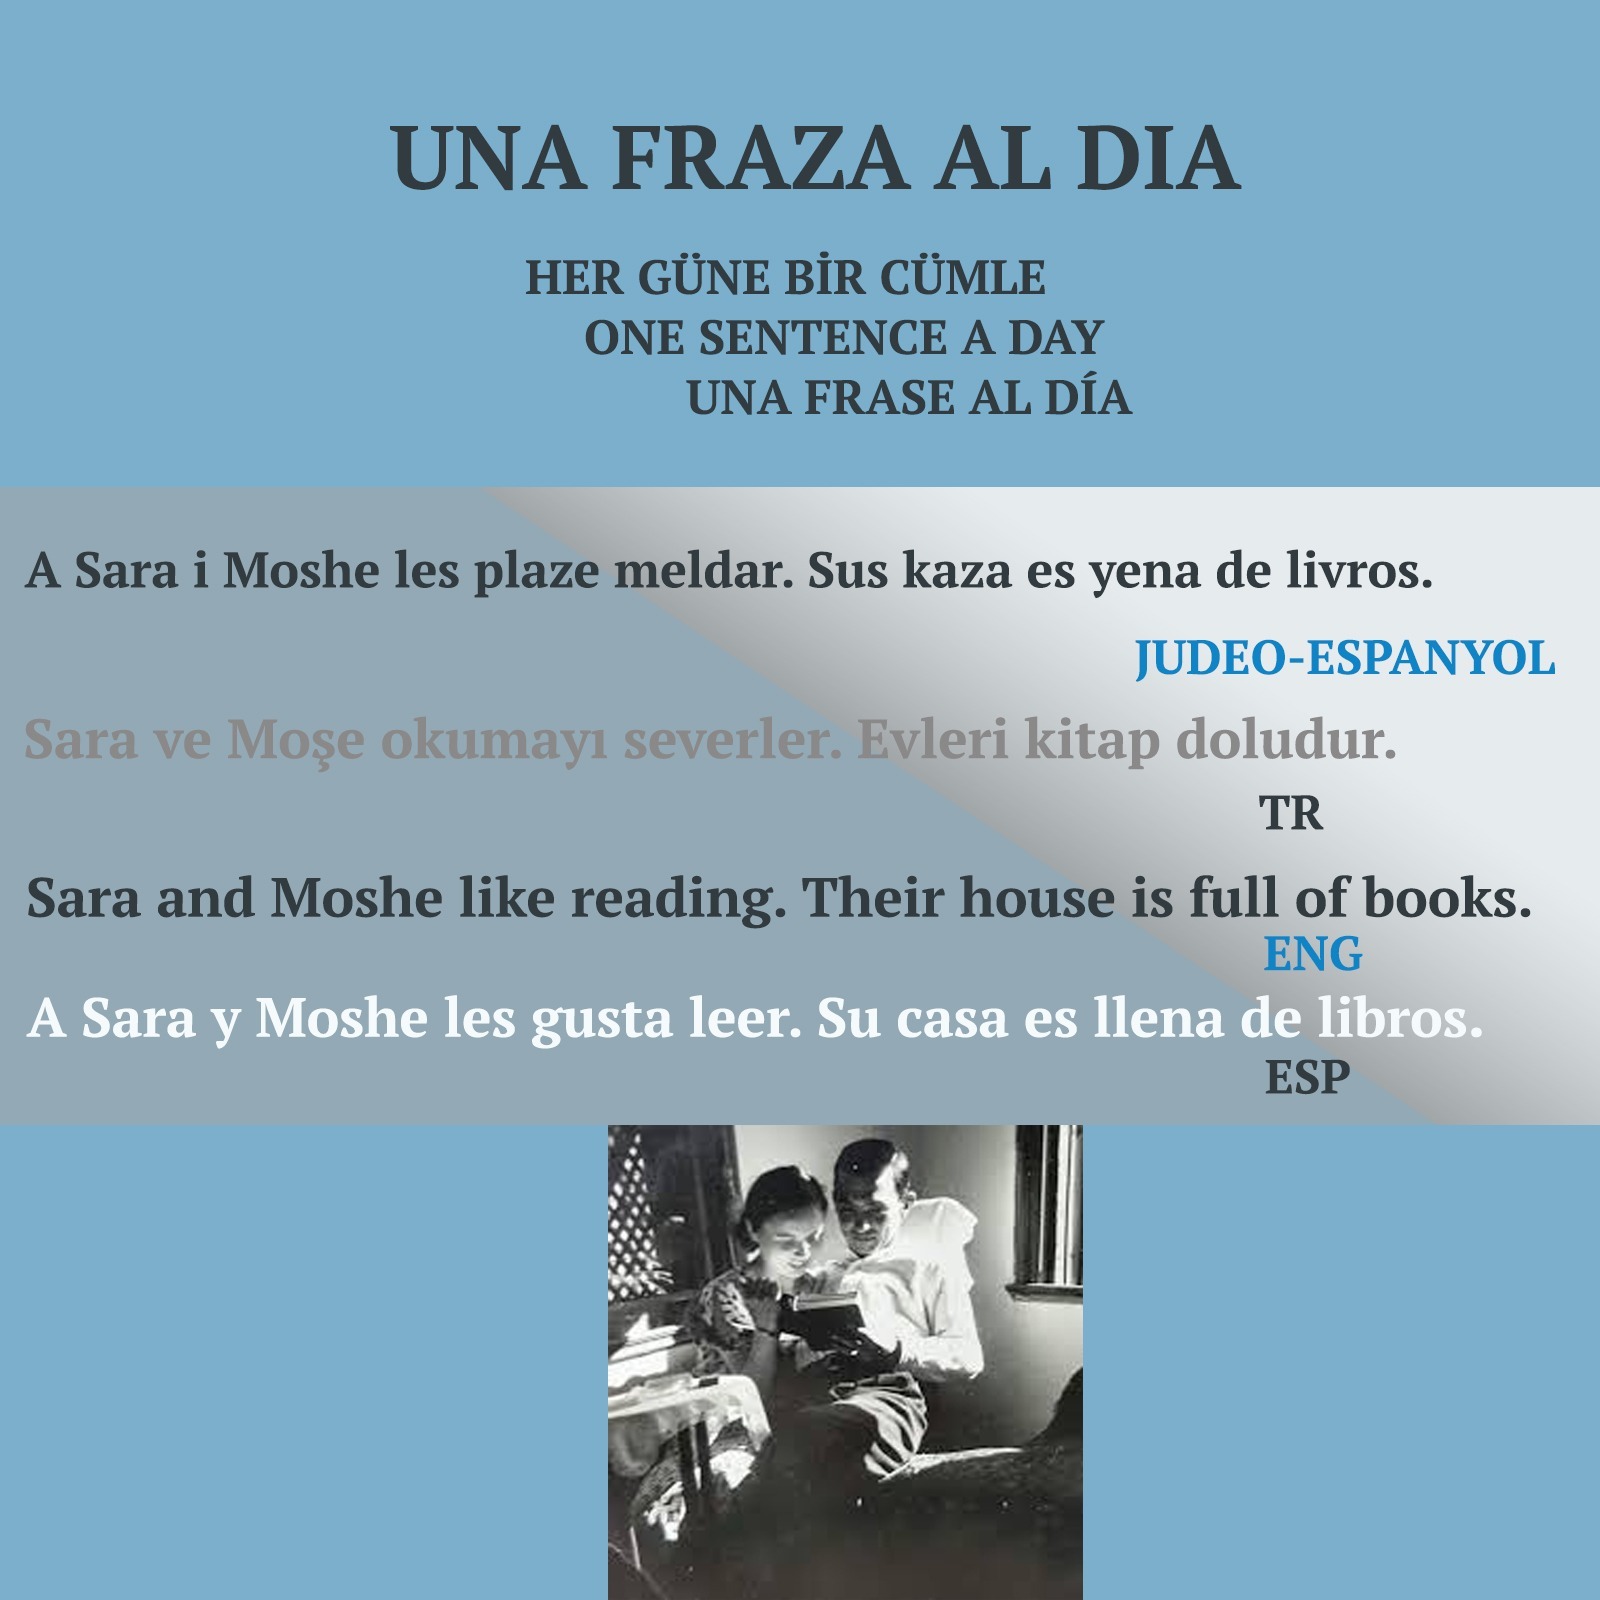 UNA FRAZA AL DIA
HER GÜNE BİR CÜMLE
ONE SENTENCE A DAY
UNA FRASE AL DÍA
A Sara i Moshe les plaze meldar. Sus kaza es yena de livros.
JUDEO-ESPANYOL
Sara ve Moşe okumayı severler. Evleri kitap doludur.
TR
Sara and Moshe like reading. Their house is full of books.
ENG
A Sara y Moshe les gusta leer. Su casa es llena de libros.
ESP